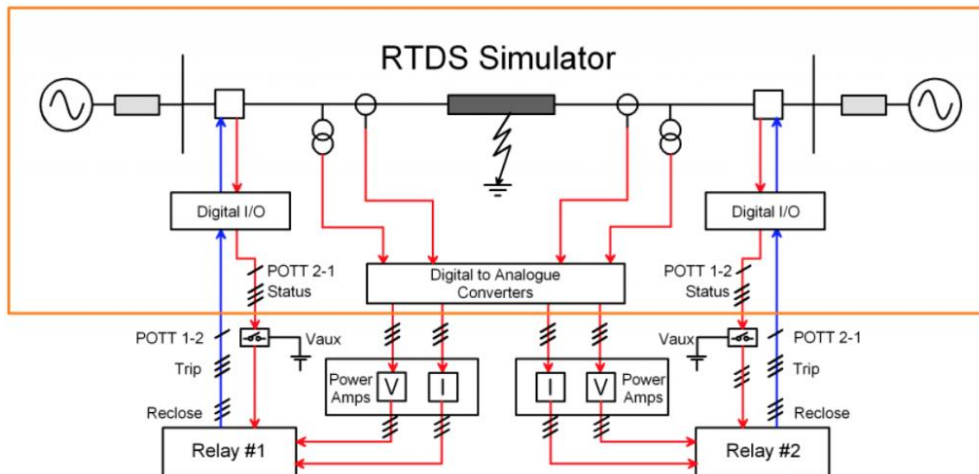 RTDS Simulator
Digital I/O
Digital I/O
POTT 2-1
Status
Digital to Analogue
Converters
POTT 1-2
Status
POTT 1-2
Vaux
Vaux
POTT 2-1
Trip
Power
Amps
V
I
I
V
Power
Amps
Trip
Reclose
Reclose
Relay #1
Relay #2